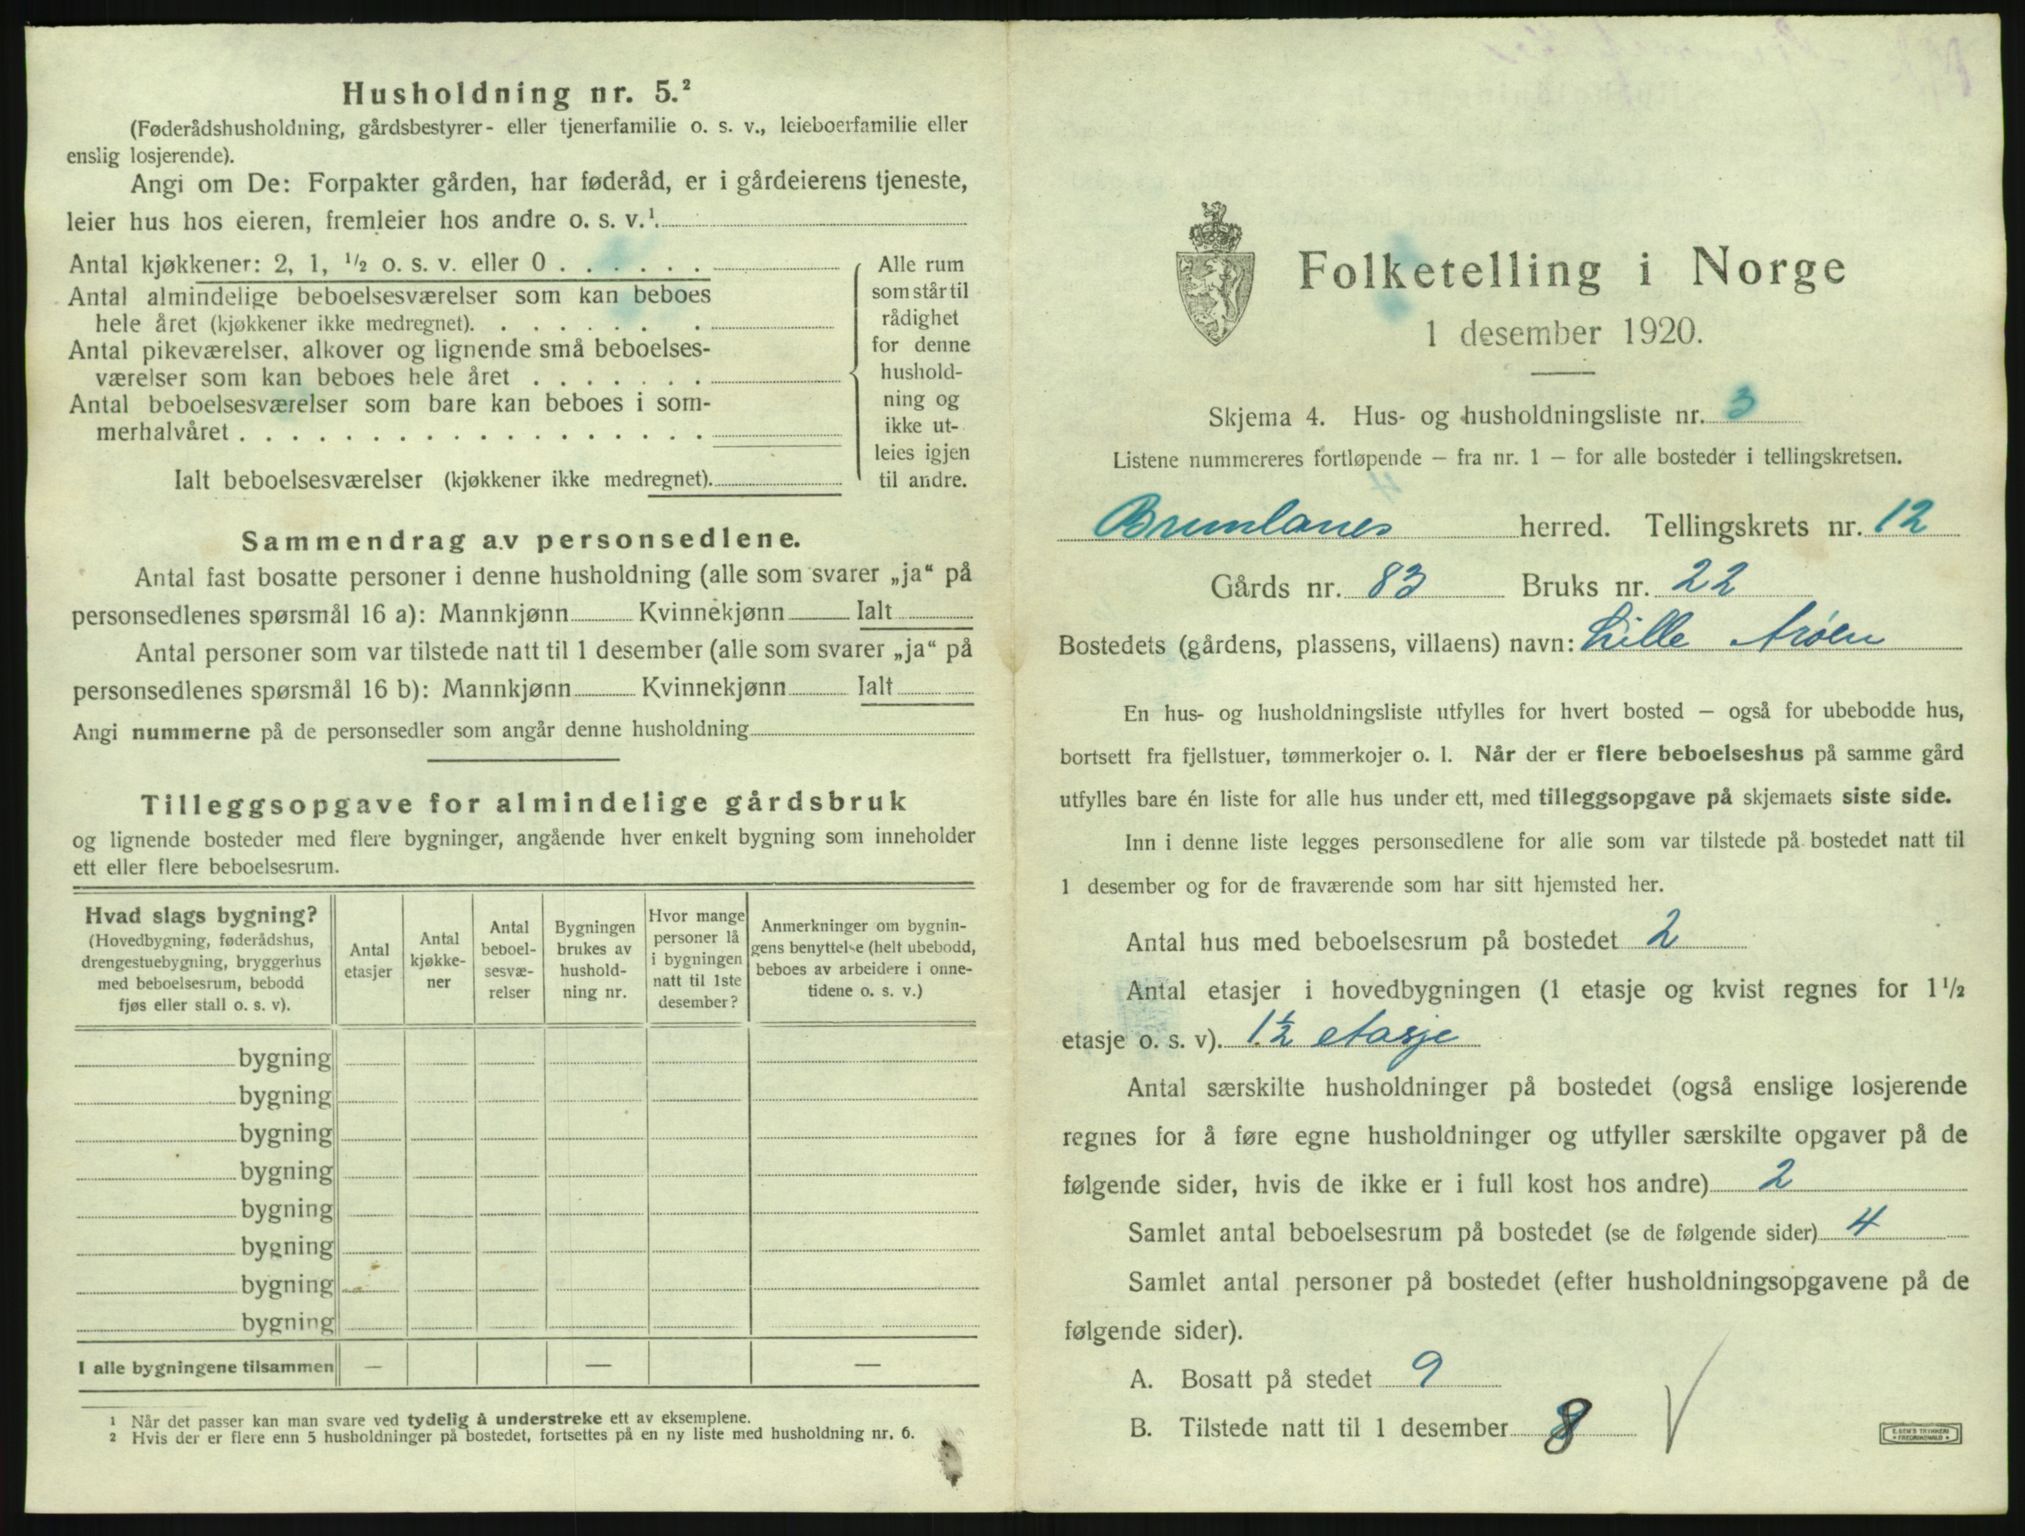 Husholdning nr. 5.²
(Føderådshusholdning, gårdsbestyrer- eller tjenerfamilie o. s. v., leieboerfamilie eller
enslig losjerende).
Angi om De: Forpakter gården, har føderåd, er i gårdeierens tjeneste,
leier hus hos eieren, fremleier hos andre o. s. v.¹
Antal kjøkkener: 2, 1, ½ o. s. v. eller 0 . . . . . .
Antal almindelige beboelsesværelser som kan beboes
hele året (kjøkkener ikke medregnet). . . . . . . . .
Antal pikeværelser, alkover og lignende små beboelses-
værelser som kan beboes hele året . . . . . . .
Antal beboelsesværelser som bare kan beboes i som-
merhalvåret . . . . . . . . . . . . . . . . . .
Ialt beboelsesværelser (kjøkkener ikke medregnet).
Alle rum
som står til
rådighet
for denne
hushold-
ning og
ikke ut-
leies igjen
til andre.
Sammendrag av personsedlene.
Antal fast bosatte personer i denne husholdning (alle som svarer „ja“ på
personsedlenes spørsmål 16 a): Mannkjønn Kvinnekjønn Ialt
Antal personer som var tilstede natt til 1 desember (alle som svarer „ja“ på
personsedlenes spørsmål 16 b): Mannkjønn Kvinnekjønn Ialt
Angi nummerne på de personsedler som angår denne husholdning
Tilleggsopgave for almindelige gårdsbruk
og lignende bosteder med flere bygninger, angående hver enkelt bygning som inneholder
ett eller flere beboelsesrum.
Hvad slags bygning?
(Hovedbygning, føderådshus,
drengestuebygning, bryggerhus
med beboelsesrum, bebodd
fjøs eller stall o. s. v).
Antal
etasjer
Antal
kjøkke-
ner
Antal
beboel-
sesvæ-
relser
Bygningen
brukes av
hushold-
ning nr.
Hvor mange
personer lå
i bygningen
natt til 1ste
desember?
Anmerkninger om bygnin-
gens benyttelse (helt ubebodd,
beboes av arbeidere i onne-
tidene o. s. v.)
bygning
bygning
bygning
bygning
bygning
bygning
bygning
bygning
I alle bygningene tilsammen — — —
¹ Når det passer kan man svare ved tydelig å understreke ett av eksemplene.
² Hvis der er flere enn 5 husholdninger på bostedet, fortsettes på en ny liste med husholdning nr. 6.
Folketelling i Norge
1 desember 1920.
Skjema 4. Hus- og husholdningsliste nr. 3
Listene nummereres fortløpende – fra nr. 1 – for alle bosteder i tellingskretsen.
Brunlanes herred. Tellingskrets nr. 12
Gårds nr. 83 Bruks nr. 22
Bostedets (gårdens, plassens, villaens) navn: Lille Arøen
En hus- og husholdningsliste utfylles for hvert bosted – også for ubebodde hus,
bortsett fra fjellstuer, tømmerkojer o. l. Når der er flere beboelseshus på samme gård
utfylles bare én liste for alle hus under ett, med tilleggsopgave på skjemaets siste side.
Inn i denne liste legges personsedlene for alle som var tilstede på bostedet natt til
1 desember og for de fraværende som har sitt hjemsted her.
Antal hus med beboelsesrum på bostedet 2
Antal etasjer i hovedbygningen (1 etasje og kvist regnes for 1½
etasje o. s. v). 1½ etasje
Antal særskilte husholdninger på bostedet (også enslige losjerende
regnes for å føre egne husholdninger og utfyller særskilte opgaver på de
følgende sider, hvis de ikke er i full kost hos andre) 2
Samlet antal beboelsesrum på bostedet (se de følgende sider) 4
Samlet antal personer på bostedet (efter husholdningsopgavene på de
følgende sider).
A. Bosatt på stedet 9
B. Tilstede natt til 1 desember 8
E. SEM'S TRYKKERI
FREDRIKSHALD